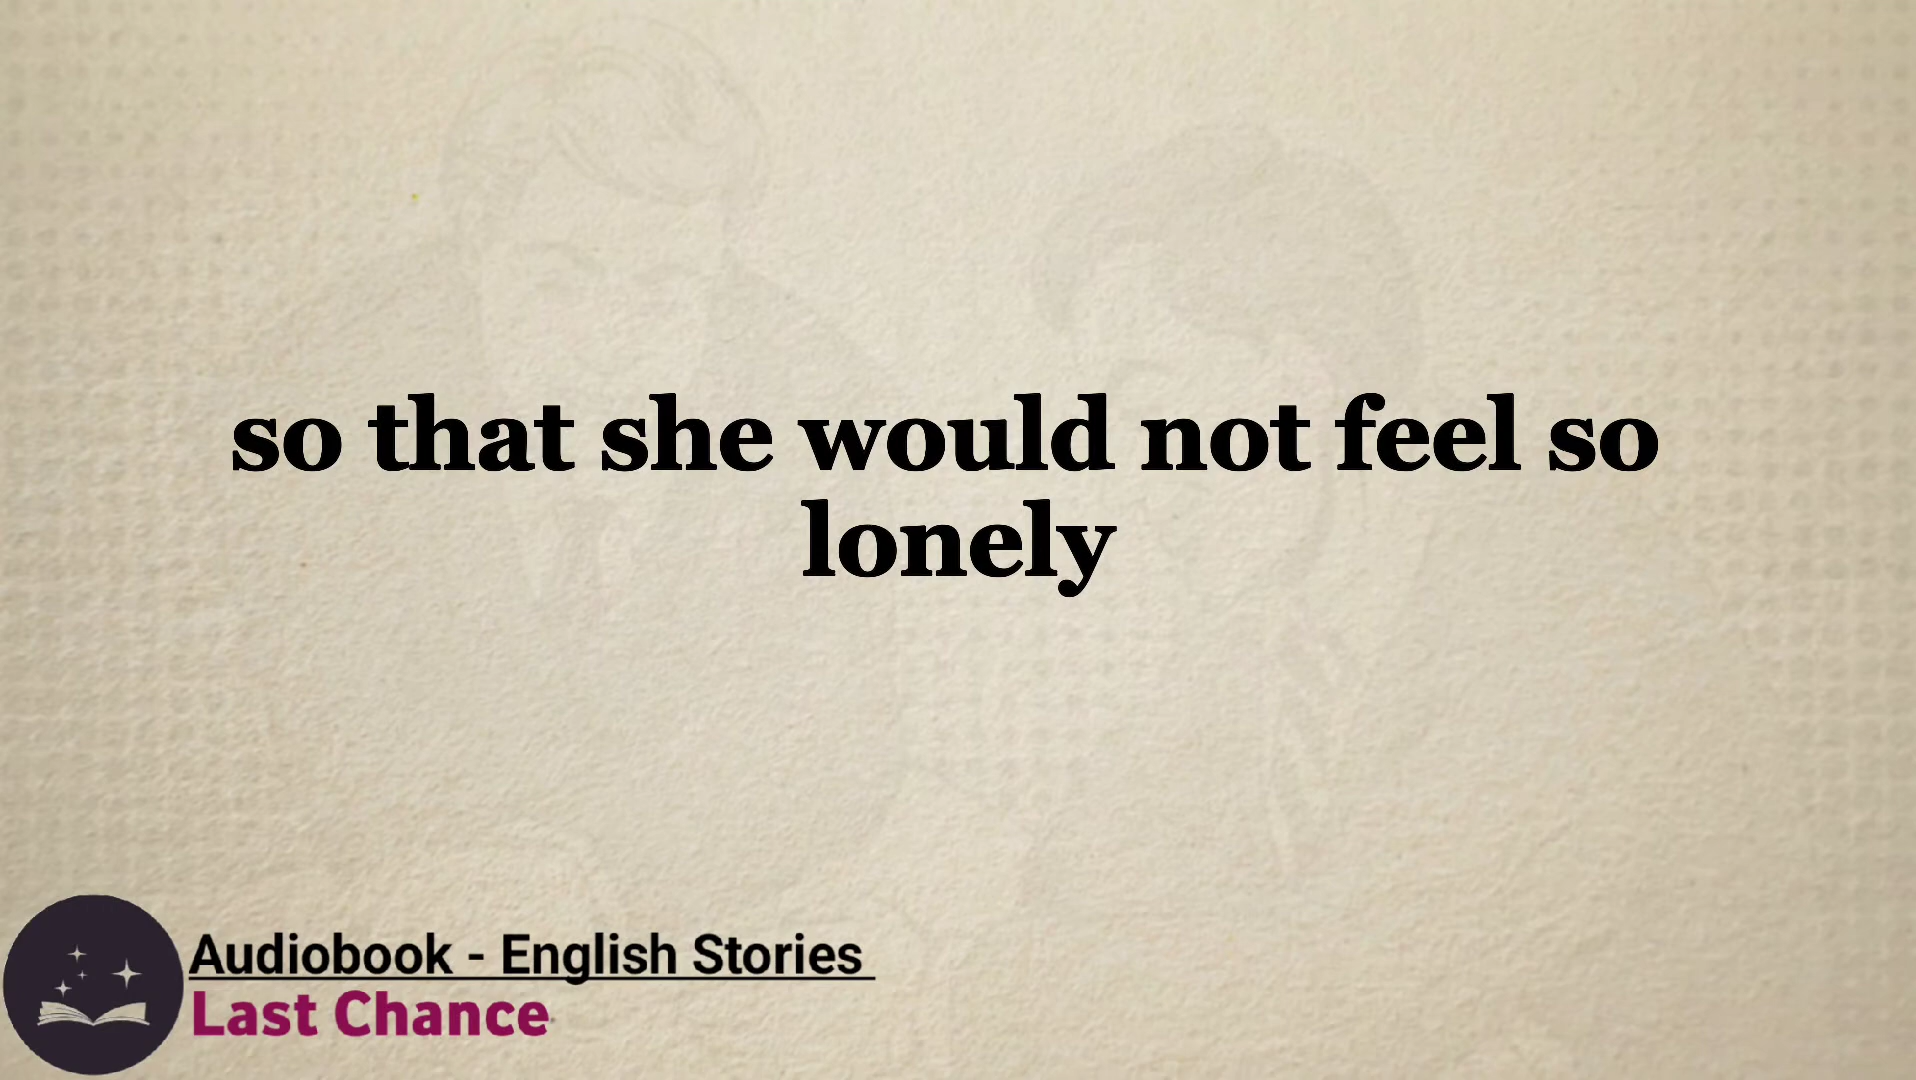 so that she would not feel so
lonely
Audiobook - English Stories
Last Chance